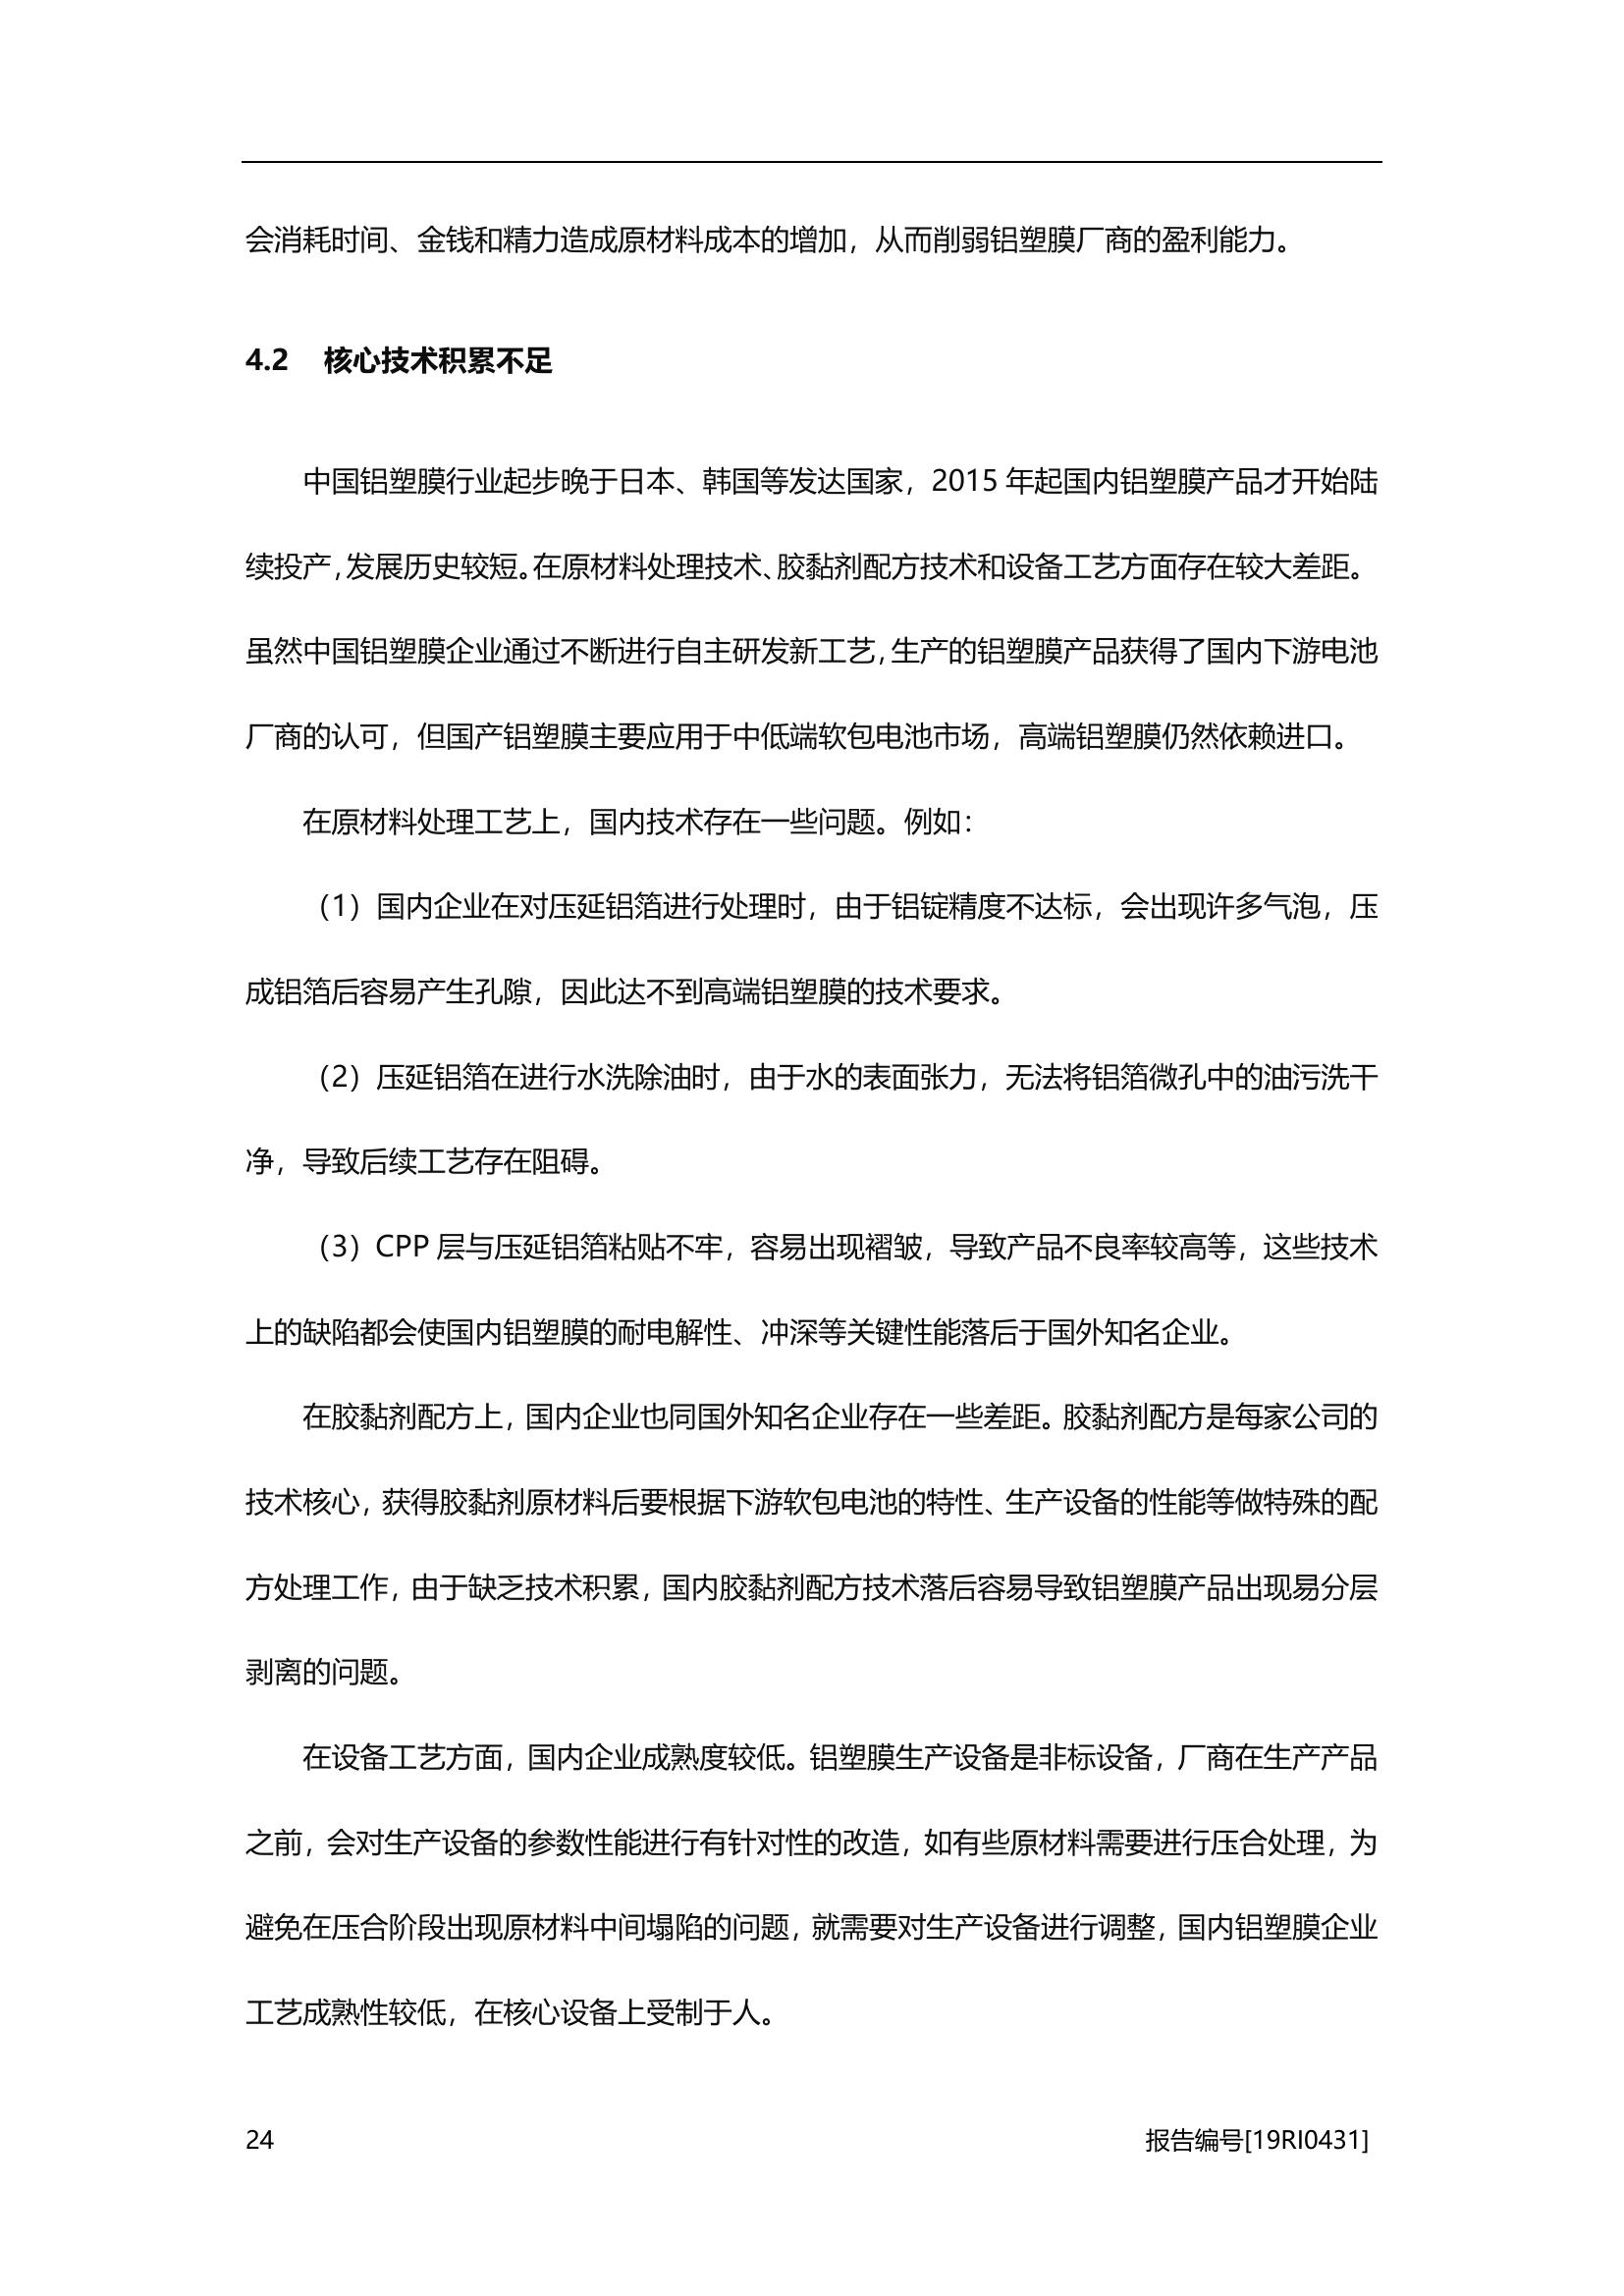 会消耗时间、金钱和精力造成原材料成本的增加，从而削弱铝塑膜厂商的盈利能力。
4.2 核心技术积累不足
中国铝塑膜行业起步晚于日本、韩国等发达国家，2015 年起国内铝塑膜产品才开始陆
续投产，发展历史较短。在原材料处理技术、胶黏剂配方技术和设备工艺方面存在较大差距。
虽然中国铝塑膜企业通过不断进行自主研发新工艺，生产的铝塑膜产品获得了国内下游电池
厂商的认可，但国产铝塑膜主要应用于中低端软包电池市场，高端铝塑膜仍然依赖进口。
在原材料处理工艺上，国内技术存在一些问题。例如：
（1）国内企业在对压延铝箔进行处理时，由于铝锭精度不达标，会出现许多气泡，压
成铝箔后容易产生孔隙，因此达不到高端铝塑膜的技术要求。
（2）压延铝箔在进行水洗除油时，由于水的表面张力，无法将铝箔微孔中的油污洗干
净，导致后续工艺存在阻碍。
（3）CPP 层与压延铝箔粘贴不牢，容易出现褶皱，导致产品不良率较高等，这些技术
上的缺陷都会使国内铝塑膜的耐电解性、冲深等关键性能落后于国外知名企业。
在胶黏剂配方上，国内企业也同国外知名企业存在一些差距。胶黏剂配方是每家公司的
技术核心，获得胶黏剂原材料后要根据下游软包电池的特性、生产设备的性能等做特殊的配
方处理工作，由于缺乏技术积累，国内胶黏剂配方技术落后容易导致铝塑膜产品出现易分层
剥离的问题。
在设备工艺方面，国内企业成熟度较低。铝塑膜生产设备是非标设备，厂商在生产产品
之前，会对生产设备的参数性能进行有针对性的改造，如有些原材料需要进行压合处理，为
避免在压合阶段出现原材料中间塌陷的问题，就需要对生产设备进行调整，国内铝塑膜企业
工艺成熟性较低，在核心设备上受制于人。
24 报告编号[19RI0431]